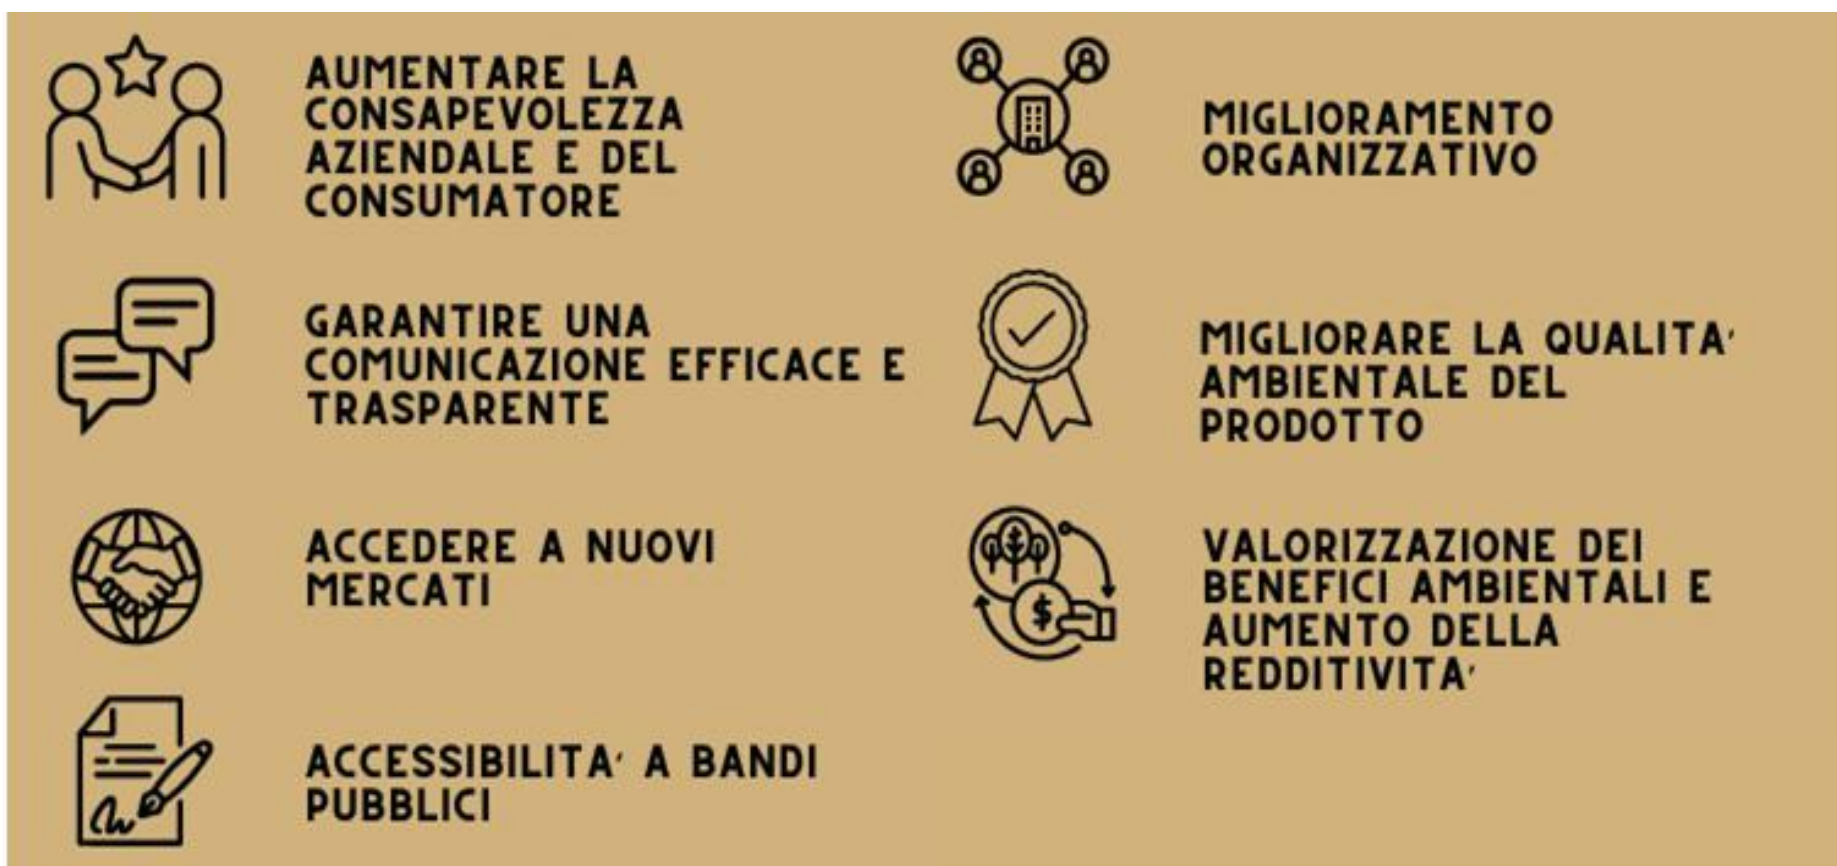 AUMENTARE LA
CONSAPEVOLEZZA
AZIENDALE E DEL
CONSUMATORE
GARANTIRE UNA
COMUNICAZIONE EFFICACE E
TRASPARENTE
ACCEDERE A NUOVI
MERCATI
ACCESSIBILITA' A BANDI
PUBBLICI
MIGLIORAMENTO
ORGANIZZATIVO
MIGLIORARE LA QUALITA'
AMBIENTALE DEL
PRODOTTO
VALORIZZAZIONE DEI
BENEFICI AMBIENTALI E
AUMENTO DELLA
REDDITIVITA'